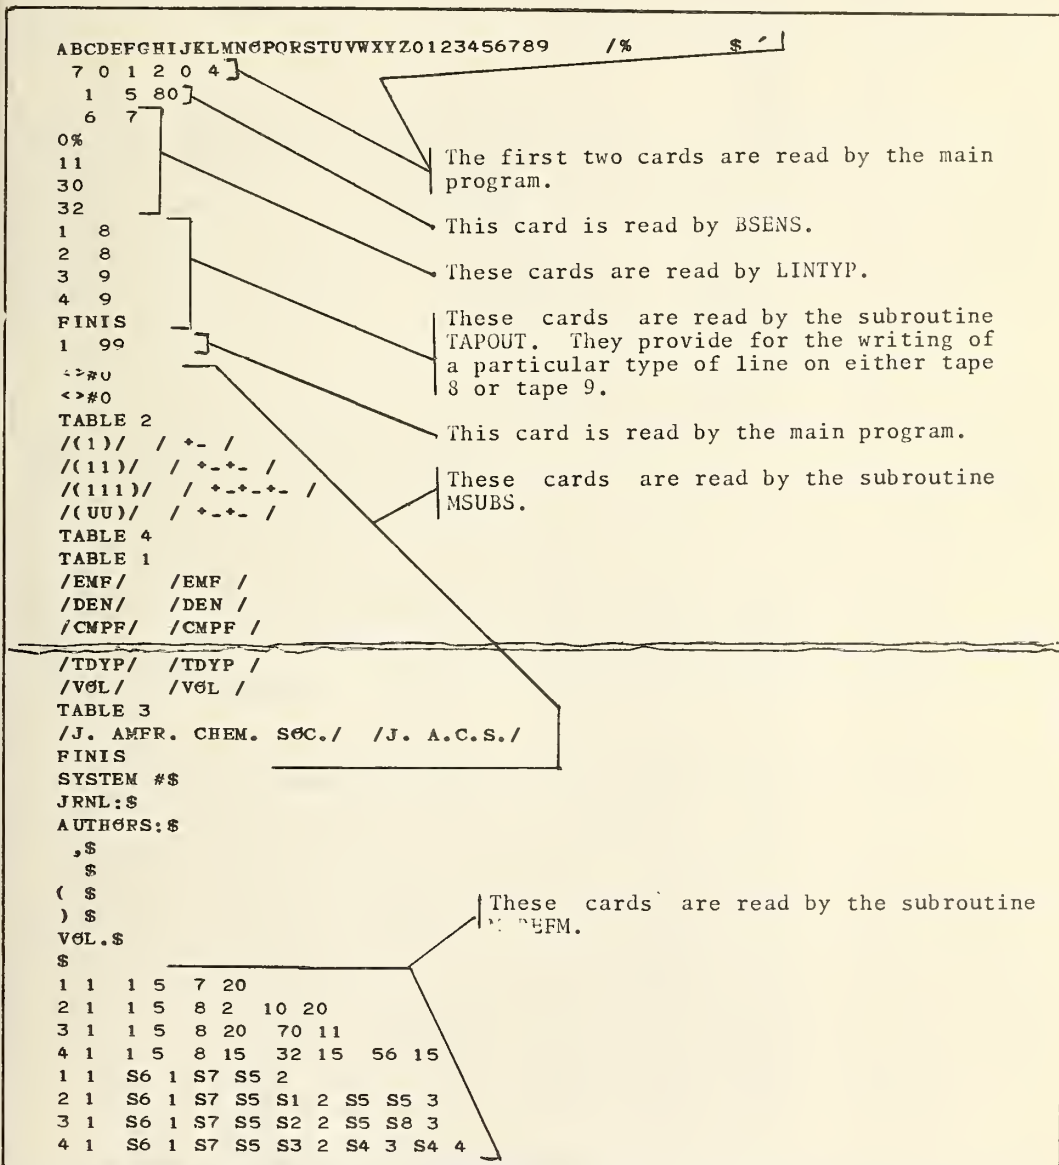 ABCDEFGHIJKLMNØPQRSTUVWXYZ0123456789 /% $ '
7 0 1 2 0 4
1 5 80
6 7
0%
11
30
32
1 8
2 8
3 9
4 9
FINIS
1 99
<>#0
<>#0
TABLE 2
/(1)/ / +- /
/(11)/ / +-+- /
/(111)/ / +-+-+- /
/(UU)/ / +-+- /
TABLE 4
TABLE 1
/EMF/ /EMF /
/DEN/ /DEN /
/CMPF/ /CMPF /
/TDYP/ /TDYP /
/VØL/ /VØL /
TABLE 3
/J. AMER. CHEM. SØC./ /J. A.C.S./
FINIS
SYSTEM #$
JRNL:$
AUTHØRS:$
,$
$
( $
) $
VØL.$
$
1 1 1 5 7 20
2 1 1 5 8 2 10 20
3 1 1 5 8 20 70 11
4 1 1 5 8 15 32 15 56 15
1 1 S6 1 S7 S5 2
2 1 S6 1 S7 S5 S1 2 S5 S5 3
3 1 S6 1 S7 S5 S2 2 S5 S8 3
4 1 S6 1 S7 S5 S3 2 S4 3 S4 4
The first two cards are read by the main
program.
This card is read by BSENS.
These cards are read by LINTYP.
These cards are read by the subroutine
TAPOUT. They provide for the writing of
a particular type of line on either tape
8 or tape 9.
This card is read by the main program.
These cards are read by the subroutine
MSUBS.
These cards are read by the subroutine